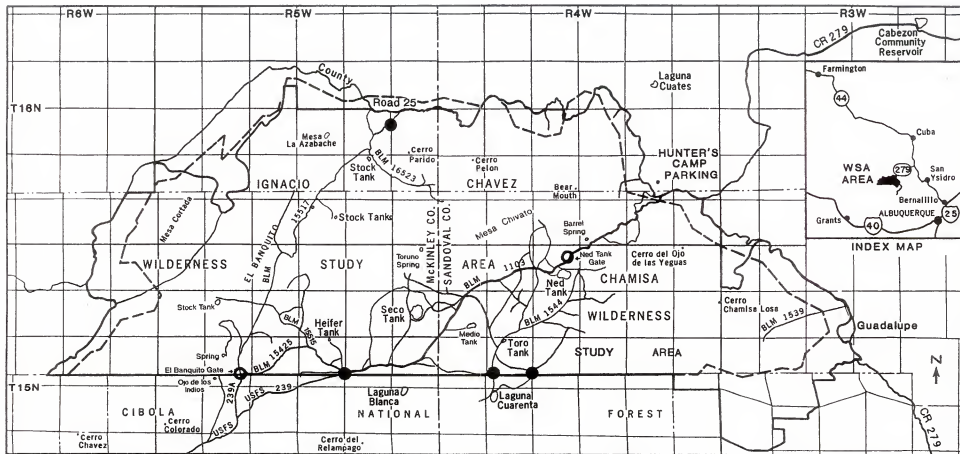 R6W
R5W
R4W
R3W
T16N
T15N
County
Road 25
Laguna
Cuates
CR 279
Cabezon
Community
Reservoir
Farmington
44
Cuba
WSA
AREA
279
San
Ysidro
Bernalillo
Grants
40
ALBUQUERQUE
25
INDEX MAP
Mesa
La Azabache
Cerro
Parido
Cerro
Pelon
Stock
Tank
BLM 16523
HUNTER'S
CAMP
PARKING
IGNACIO
CHAVEZ
Bear
Mouth
Mesa Cortada
EL BANQUITO
BLM
15517
Stock Tanks
Mesa Chivato
Barrel
Spring
Ned Tank
Gate
Toruno
Spring
McKINLEY CO.
SANDOVAL CO.
WILDERNESS
STUDY
AREA
BLM 1103
Ned
Tank
Cerro del Ojo
de las Yeguas
CHAMISA
Stock Tank
Heifer
Tank
Seco
Tank
BLM 1544
Medio Tank
Toro
Tank
WILDERNESS
Cerro
Chamisa Losa
BLM 1539
Guadalupe
Spring
BLM
BLM 15425
El Banquito Gate
Ojo de los
Indios
239A
USFS 239
USFS
STUDY AREA
N
Laguna
Blanca
Laguna
Cuarenta
CIBOLA
NATIONAL
FOREST
Cerro
Colorado
Cerro
Chavez
Cerro del
Relampago
CR 279